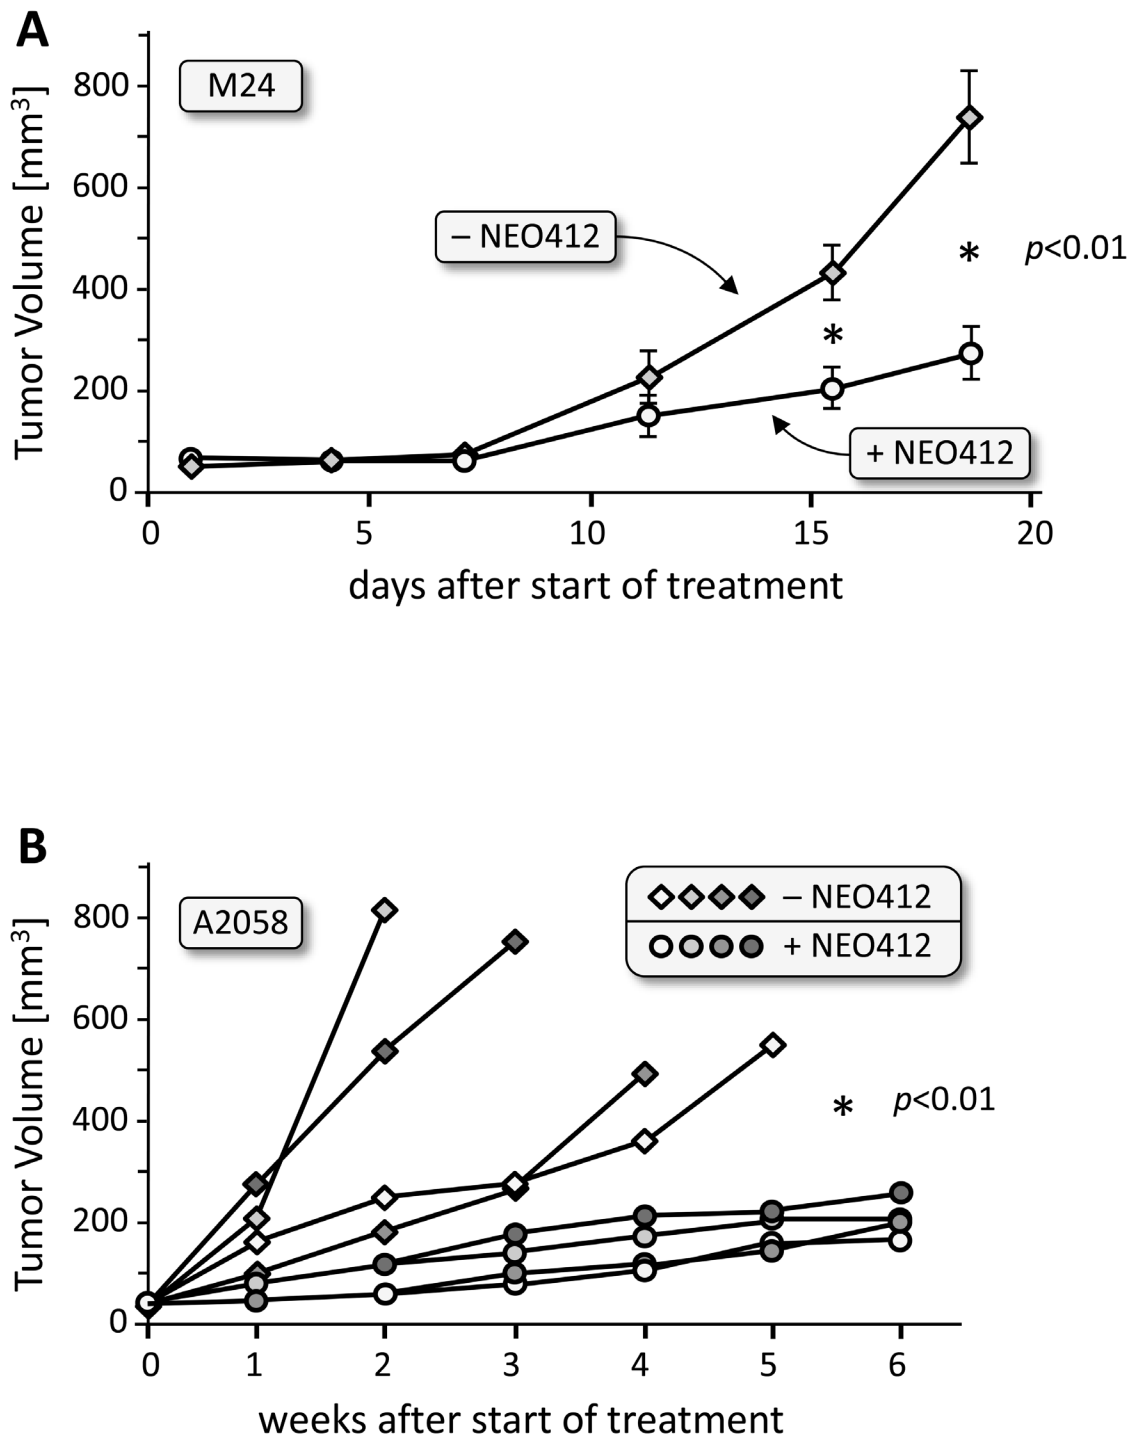 A
M24
Tumor Volume [mm³]
800
600
400
200
0
– NEO412
+ NEO412
*
*
p<0.01
0 5 10 15 20
days after start of treatment
B
A2058
Tumor Volume [mm³]
800
600
400
200
0
– NEO412
+ NEO412
* p<0.01
0 1 2 3 4 5 6
weeks after start of treatment